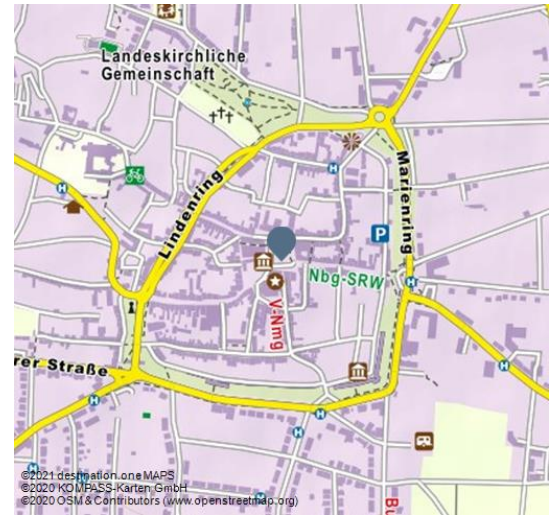 Landeskirchliche
Gemeinschaft
H
Lindenring
Marienring
H
H
P
Nbg-SRW
V-Nmg
H
H
H
rer Straße
H
H
H
Bu
©2021 destination.one MAPS
©2020 KOMPASS-Karten GmbH
©2020 OSM & Contributors (www.openstreetmap.org)